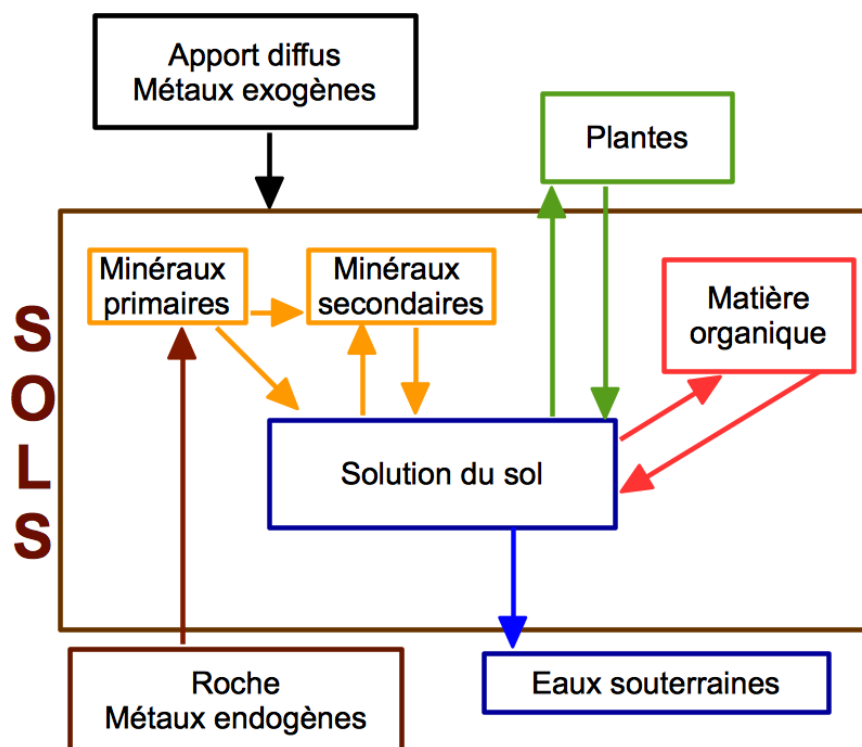 Apport diffus
Métaux exogènes
Plantes
Minéraux
primaires
Minéraux
secondaires
Matière
organique
SOLS
Solution du sol
Roche
Métaux endogènes
Eaux souterraines